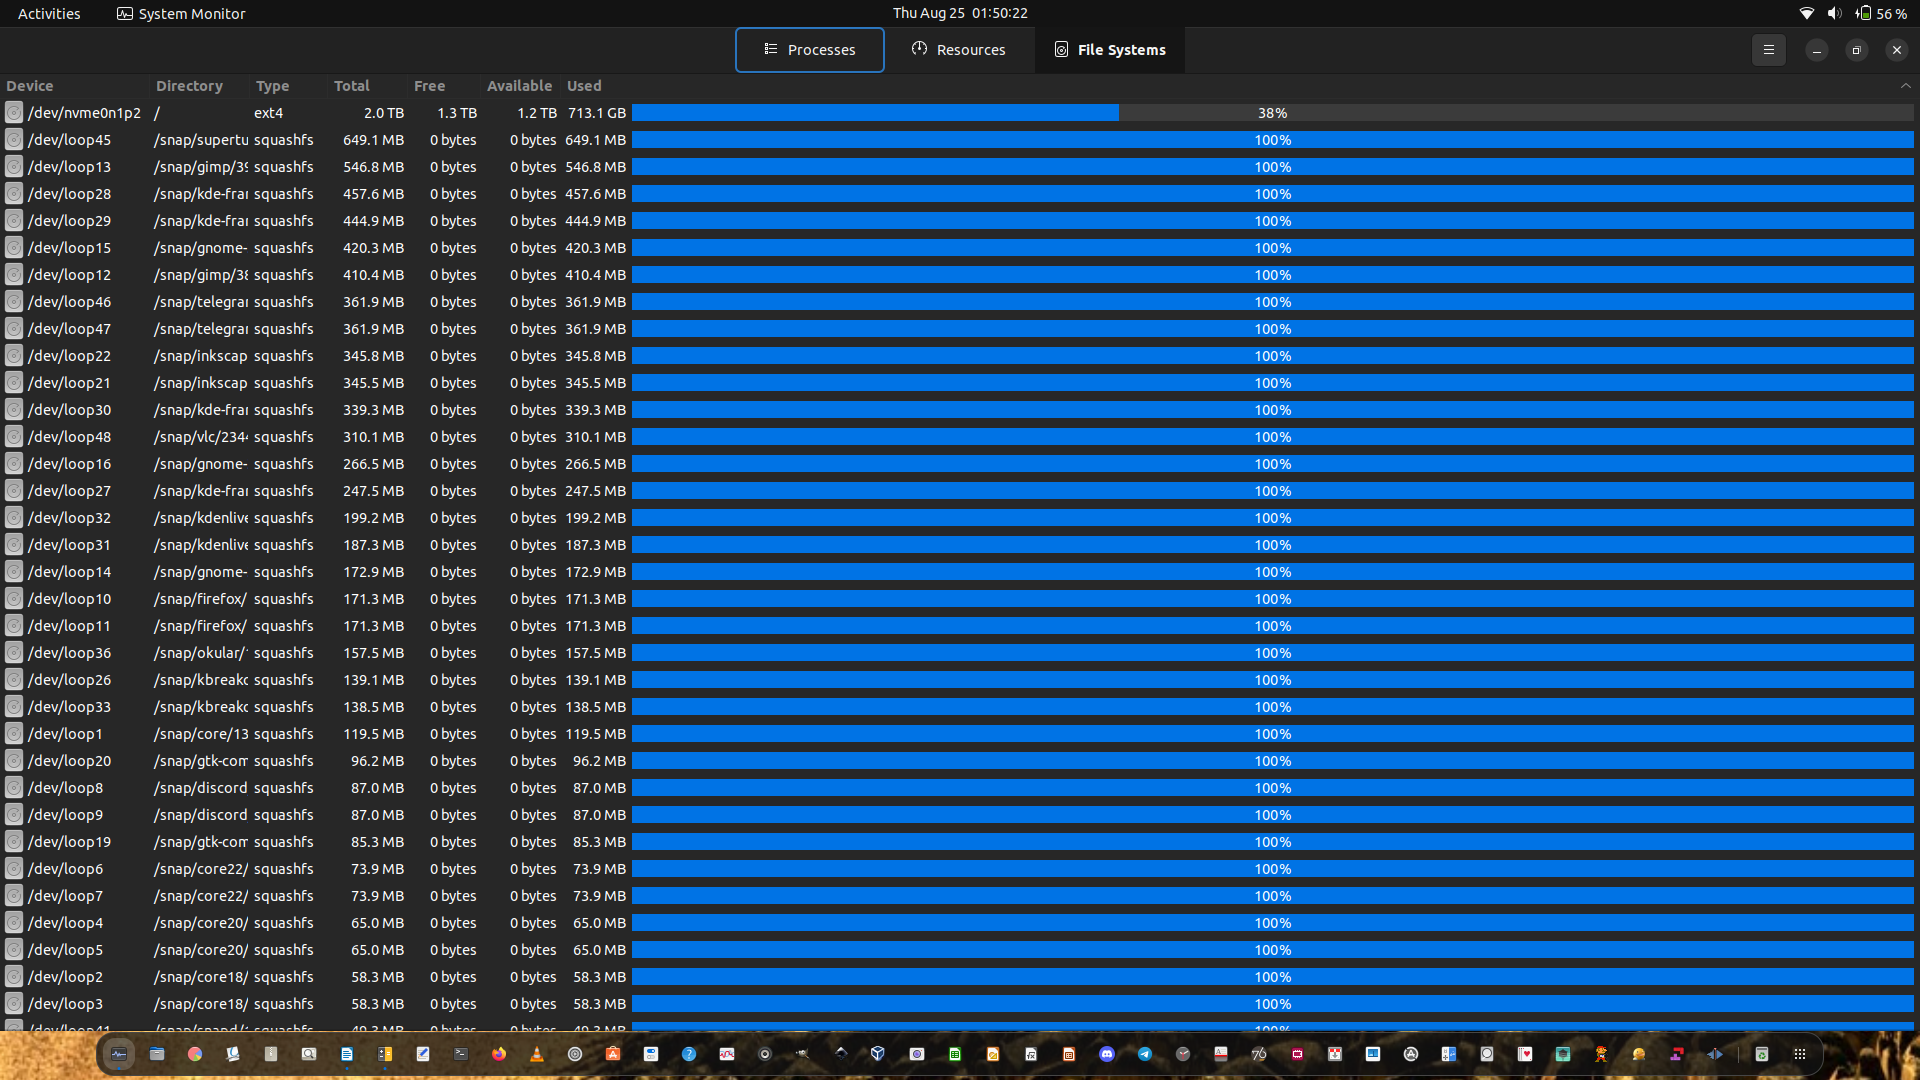 Activities System Monitor Thu Aug 25 01:50:22 56 %
Processes Resources File Systems
Device Directory Type Total Free Available Used
/dev/nvme0n1p2 / ext4 2.0 TB 1.3 TB 1.2 TB 713.1 GB 38%
/dev/loop45 /snap/supertu squashfs 649.1 MB 0 bytes 0 bytes 649.1 MB 100%
/dev/loop13 /snap/gimp/39 squashfs 546.8 MB 0 bytes 0 bytes 546.8 MB 100%
/dev/loop28 /snap/kde-fra squashfs 457.6 MB 0 bytes 0 bytes 457.6 MB 100%
/dev/loop29 /snap/kde-fra squashfs 444.9 MB 0 bytes 0 bytes 444.9 MB 100%
/dev/loop15 /snap/gnome- squashfs 420.3 MB 0 bytes 0 bytes 420.3 MB 100%
/dev/loop12 /snap/gimp/38 squashfs 410.4 MB 0 bytes 0 bytes 410.4 MB 100%
/dev/loop46 /snap/telegra squashfs 361.9 MB 0 bytes 0 bytes 361.9 MB 100%
/dev/loop47 /snap/telegra squashfs 361.9 MB 0 bytes 0 bytes 361.9 MB 100%
/dev/loop22 /snap/inkscap squashfs 345.8 MB 0 bytes 0 bytes 345.8 MB 100%
/dev/loop21 /snap/inkscap squashfs 345.5 MB 0 bytes 0 bytes 345.5 MB 100%
/dev/loop30 /snap/kde-fra squashfs 339.3 MB 0 bytes 0 bytes 339.3 MB 100%
/dev/loop48 /snap/vlc/2344 squashfs 310.1 MB 0 bytes 0 bytes 310.1 MB 100%
/dev/loop16 /snap/gnome- squashfs 266.5 MB 0 bytes 0 bytes 266.5 MB 100%
/dev/loop27 /snap/kde-fra squashfs 247.5 MB 0 bytes 0 bytes 247.5 MB 100%
/dev/loop32 /snap/kdenlive squashfs 199.2 MB 0 bytes 0 bytes 199.2 MB 100%
/dev/loop31 /snap/kdenlive squashfs 187.3 MB 0 bytes 0 bytes 187.3 MB 100%
/dev/loop14 /snap/gnome- squashfs 172.9 MB 0 bytes 0 bytes 172.9 MB 100%
/dev/loop10 /snap/firefox/ squashfs 171.3 MB 0 bytes 0 bytes 171.3 MB 100%
/dev/loop11 /snap/firefox/ squashfs 171.3 MB 0 bytes 0 bytes 171.3 MB 100%
/dev/loop36 /snap/okular/ squashfs 157.5 MB 0 bytes 0 bytes 157.5 MB 100%
/dev/loop26 /snap/kbreako squashfs 139.1 MB 0 bytes 0 bytes 139.1 MB 100%
/dev/loop33 /snap/kbreako squashfs 138.5 MB 0 bytes 0 bytes 138.5 MB 100%
/dev/loop1 /snap/core/13 squashfs 119.5 MB 0 bytes 0 bytes 119.5 MB 100%
/dev/loop20 /snap/gtk-com squashfs 96.2 MB 0 bytes 0 bytes 96.2 MB 100%
/dev/loop8 /snap/discord squashfs 87.0 MB 0 bytes 0 bytes 87.0 MB 100%
/dev/loop9 /snap/discord squashfs 87.0 MB 0 bytes 0 bytes 87.0 MB 100%
/dev/loop19 /snap/gtk-com squashfs 85.3 MB 0 bytes 0 bytes 85.3 MB 100%
/dev/loop6 /snap/core22/ squashfs 73.9 MB 0 bytes 0 bytes 73.9 MB 100%
/dev/loop7 /snap/core22/ squashfs 73.9 MB 0 bytes 0 bytes 73.9 MB 100%
/dev/loop4 /snap/core20/ squashfs 65.0 MB 0 bytes 0 bytes 65.0 MB 100%
/dev/loop5 /snap/core20/ squashfs 65.0 MB 0 bytes 0 bytes 65.0 MB 100%
/dev/loop2 /snap/core18/ squashfs 58.3 MB 0 bytes 0 bytes 58.3 MB 100%
/dev/loop3 /snap/core18/ squashfs 58.3 MB 0 bytes 0 bytes 58.3 MB 100%
/dev/loop41 /snap/snapd/ squashfs 49.3 MB 0 bytes 0 bytes 49.3 MB 100%